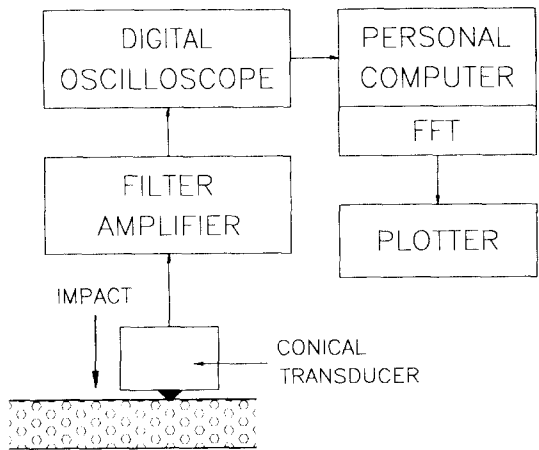 DIGITAL
OSCILLOSCOPE
PERSONAL
COMPUTER
FFT
FILTER
AMPLIFIER
PLOTTER
IMPACT
CONICAL
TRANSDUCER